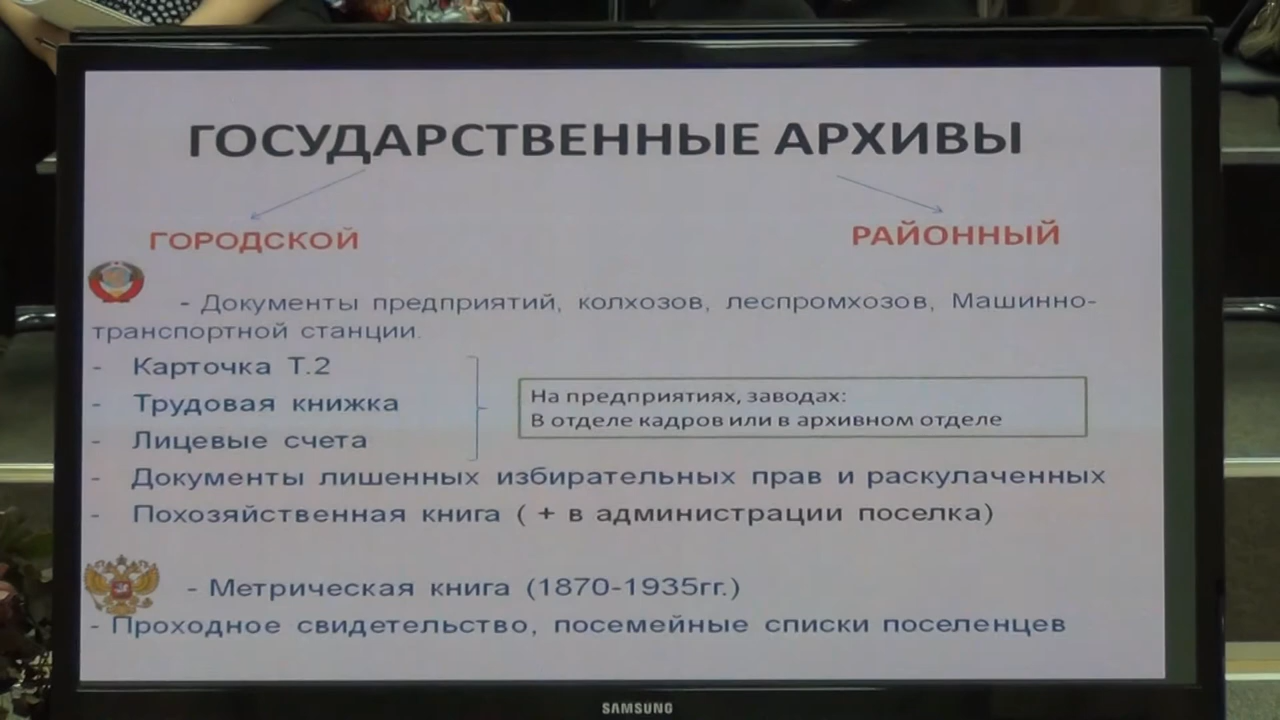 ГОСУДАРСТВЕННЫЕ АРХИВЫ
ГОРОДСКОЙ
РАЙОННЫЙ
- Документы предприятий, колхозов, леспромхозов, Машинно-
транспортной станции.
- Карточка Т.2
- Трудовая книжка
- Лицевые счета
На предприятиях, заводах:
В отделе кадров или в архивном отделе
- Документы лишенных избирательных прав и раскулаченных
- Похозяйственная книга ( + в администрации поселка)
- Метрическая книга (1870-1935гг.)
- Проходное свидетельство, посемейные списки поселенцев
SAMSUNG